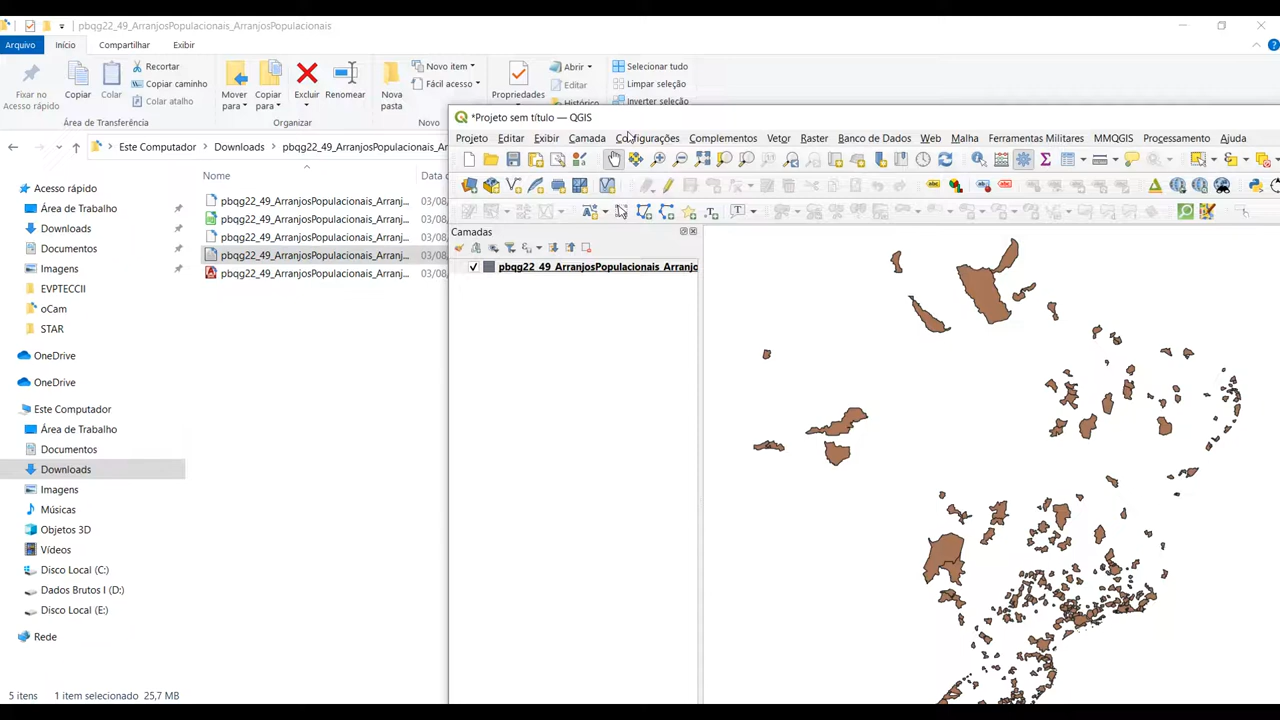 pbqg22_49_ArranjosPopulacionais_ArranjosPopulacionais
Arquivo Início Compartilhar Exibir
Fixar no Acesso rápido
Copiar
Colar
Recortar
Copiar caminho
Colar atalho
Área de Transferência
Mover para
Copiar para
Excluir
Renomear
Organizar
Nova pasta
Novo item
Fácil acesso
Novo
Propriedades
Abrir
Editar
Histórico
Selecionar tudo
Limpar seleção
Inverter seleção
Este Computador Downloads pbqg22_49_ArranjosPopulacionais_A
Nome
Data
pbqg22_49_ArranjosPopulacionais_Arranj... 03/08
pbqg22_49_ArranjosPopulacionais_Arranj... 03/08
pbqg22_49_ArranjosPopulacionais_Arranj... 03/08
pbqg22_49_ArranjosPopulacionais_Arranj... 03/08
pbqg22_49_ArranjosPopulacionais_Arranj... 03/08
Acesso rápido
Área de Trabalho
Downloads
Documentos
Imagens
EVPTECCII
oCam
STAR
OneDrive
OneDrive
Este Computador
Área de Trabalho
Documentos
Downloads
Imagens
Músicas
Objetos 3D
Vídeos
Disco Local (C:)
Dados Brutos I (D:)
Disco Local (E:)
Rede
5 itens 1 item selecionado 25,7 MB
*Projeto sem título — QGIS
Projeto Editar Exibir Camada Configurações Complementos Vetor Raster Banco de Dados Web Malha Ferramentas Militares MMQGIS Processamento Ajuda
Camadas
pbqg22_49_ArranjosPopulacionais_Arranjo